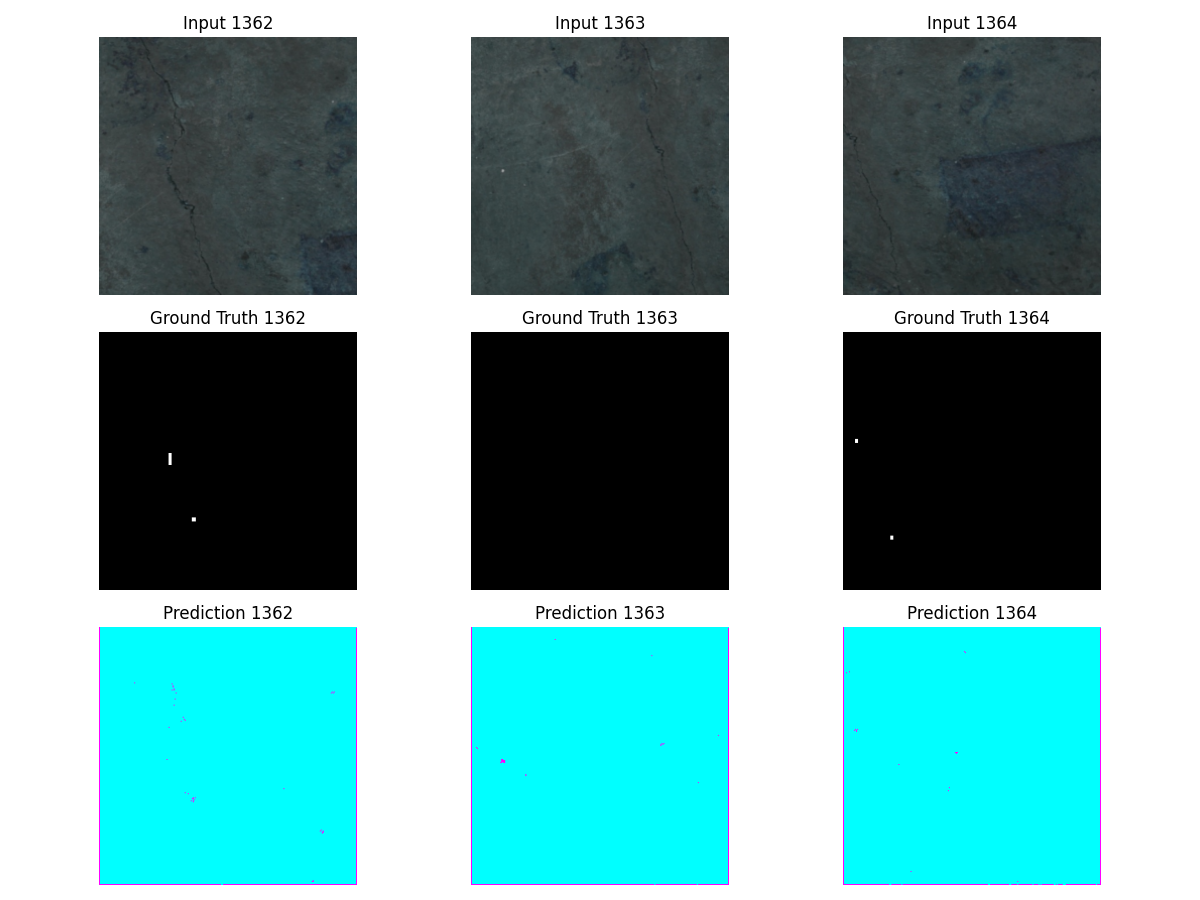 Input 1362
Input 1363
Input 1364
Ground Truth 1362
Ground Truth 1363
Ground Truth 1364
Prediction 1362
Prediction 1363
Prediction 1364